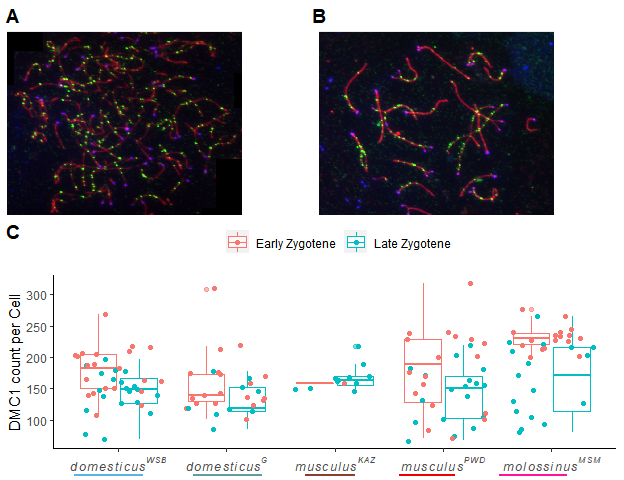 A
B
C
Early Zygotene Late Zygotene
DMC1 count per Cell
300
250
200
150
100
domesticus^WSB domesticus^G musculus^KAZ musculus^PWD molossinus^MSM